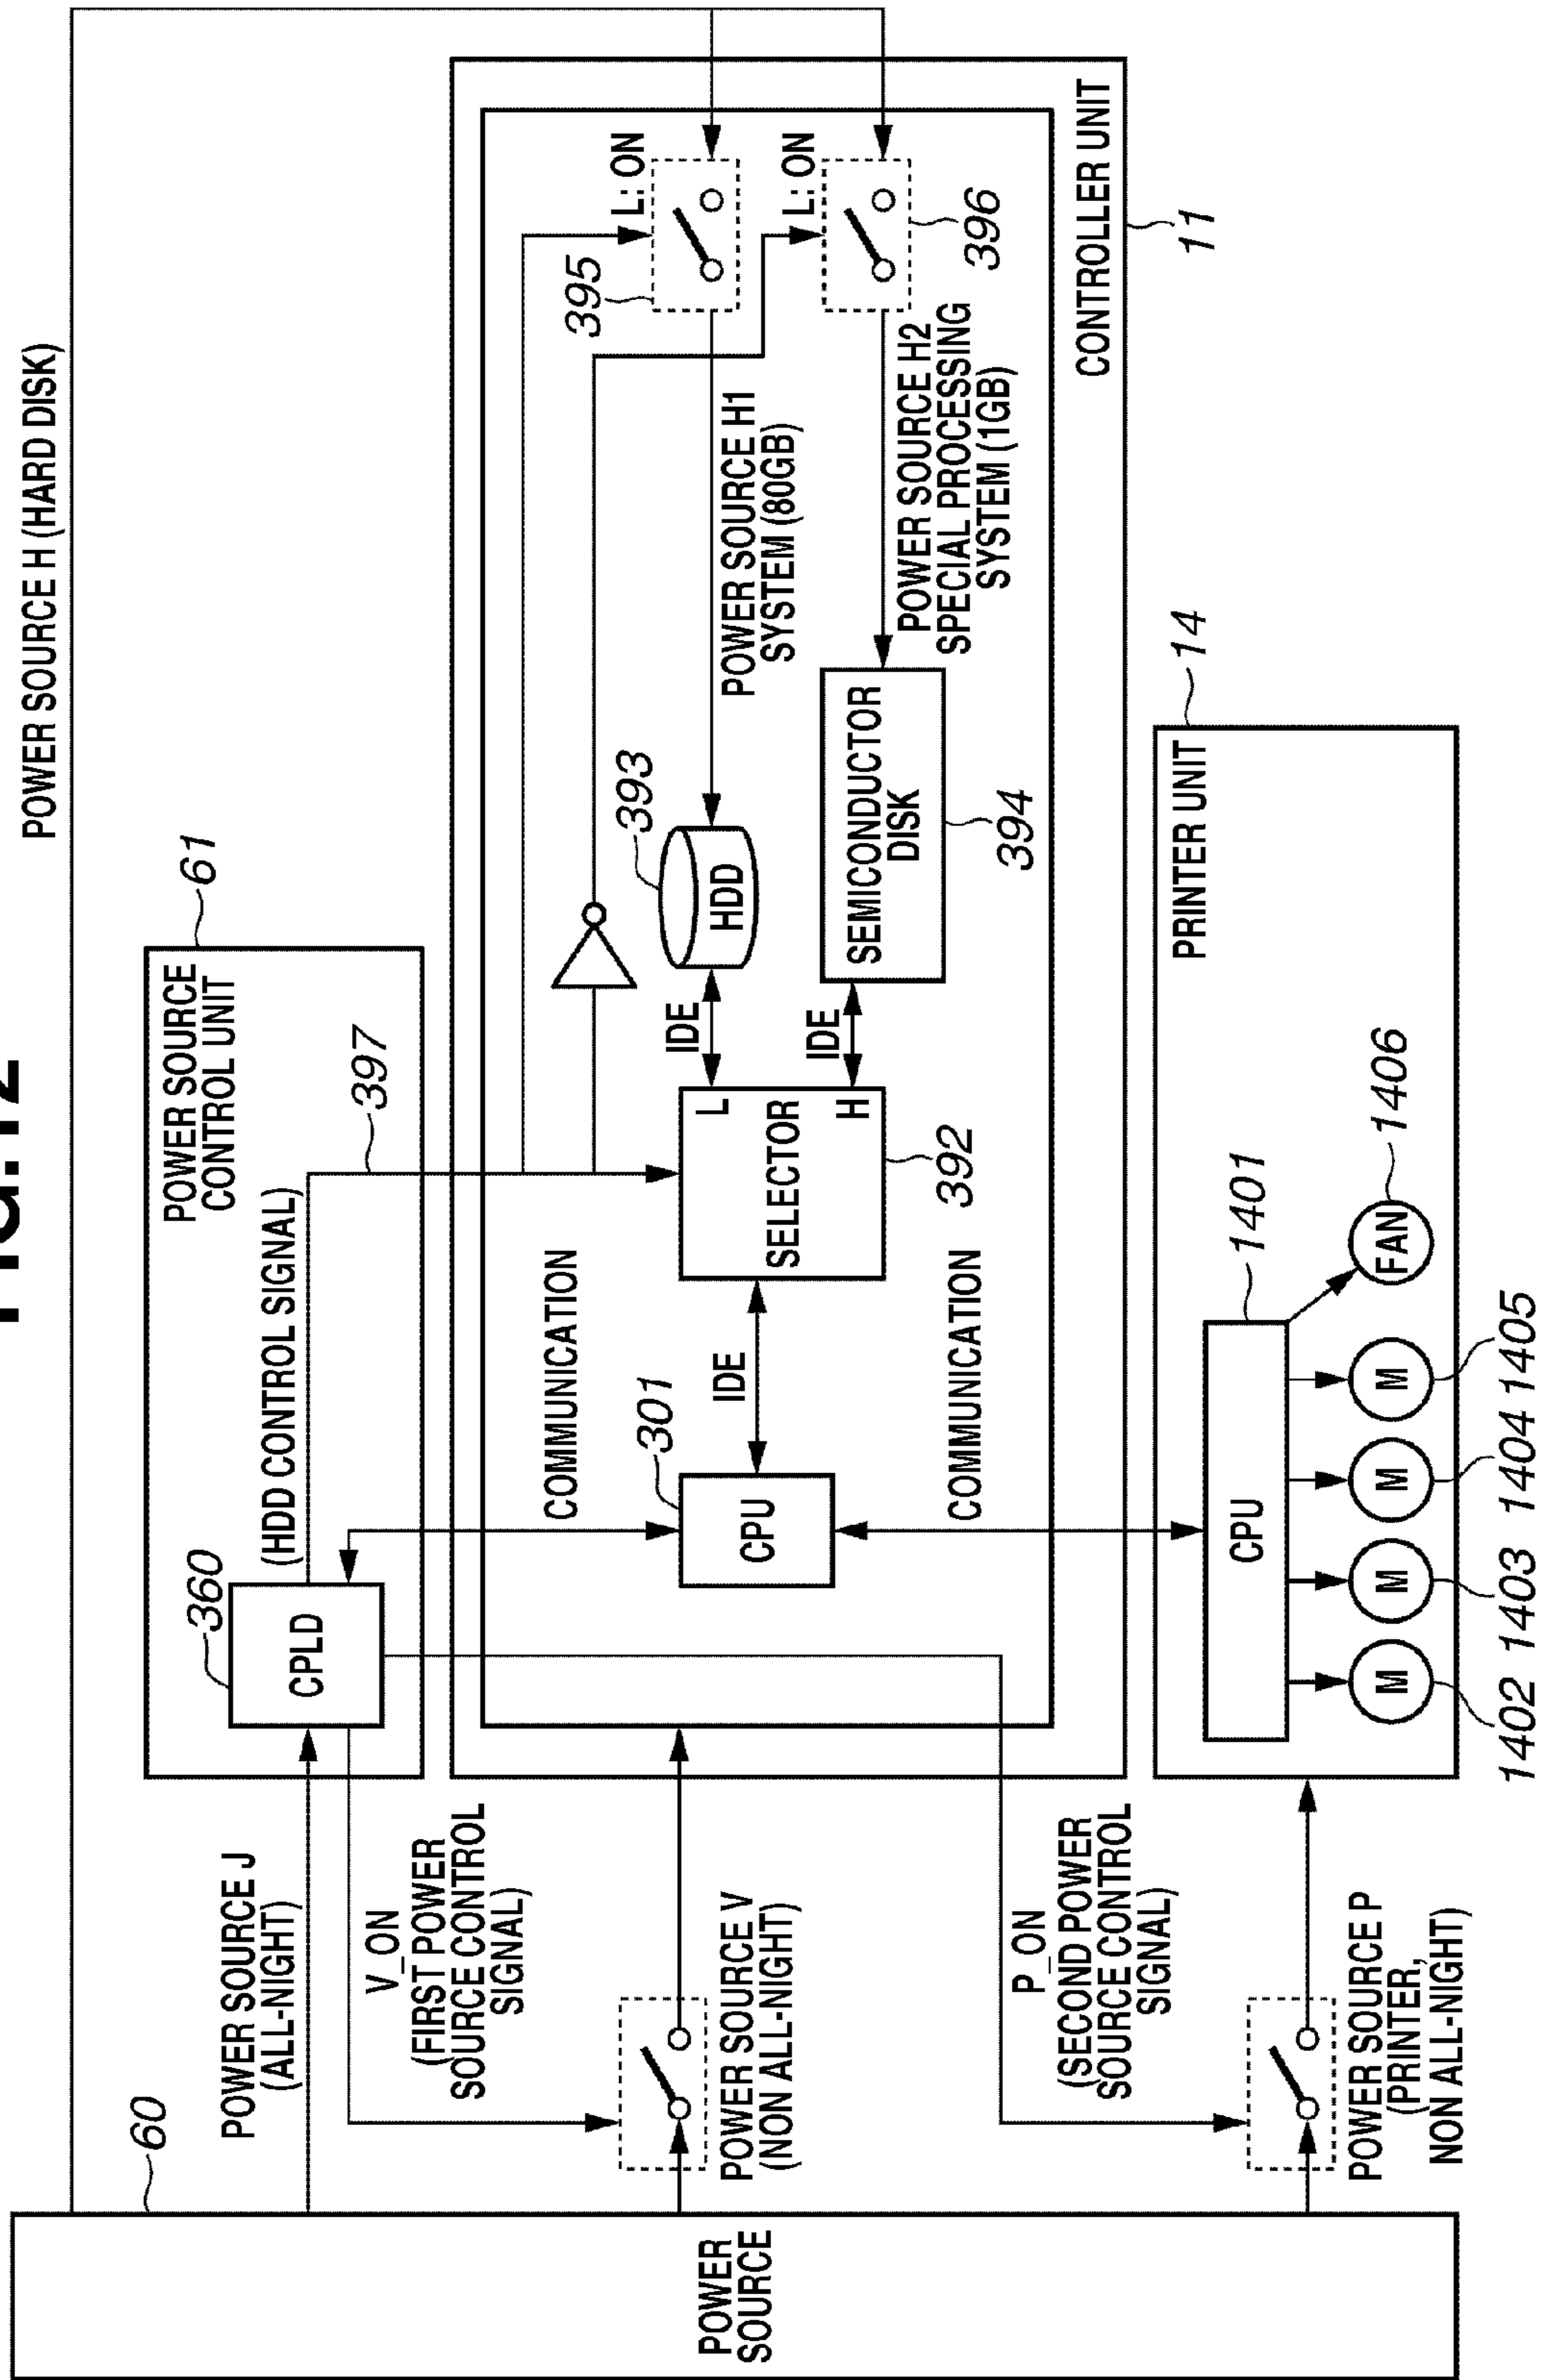 FIG.12
POWER SOURCE H (HARD DISK)
60
POWER
SOURCE
POWER SOURCE J
(ALL-NIGHT)
V_ON
(FIRST POWER
SOURCE CONTROL
SIGNAL)
POWER SOURCE V
(NON ALL-NIGHT)
P_ON
(SECOND POWER
SOURCE CONTROL
SIGNAL)
POWER SOURCE P
(PRINTER,
NON ALL-NIGHT)
61
POWER SOURCE
CONTROL UNIT
360
CPLD
(HDD CONTROL SIGNAL)
397
COMMUNICATION
301
CPU
IDE
COMMUNICATION
SELECTOR
L
H
392
IDE
IDE
393
HDD
SEMICONDUCTOR
DISK
394
POWER SOURCE H1
SYSTEM (80GB)
POWER SOURCE H2
SPECIAL PROCESSING
SYSTEM (1GB)
395
L: ON
L: ON
396
CONTROLLER UNIT
11
PRINTER UNIT
14
1401
CPU
M
M
M
M
FAN
1406
1402
1403
1404
1405